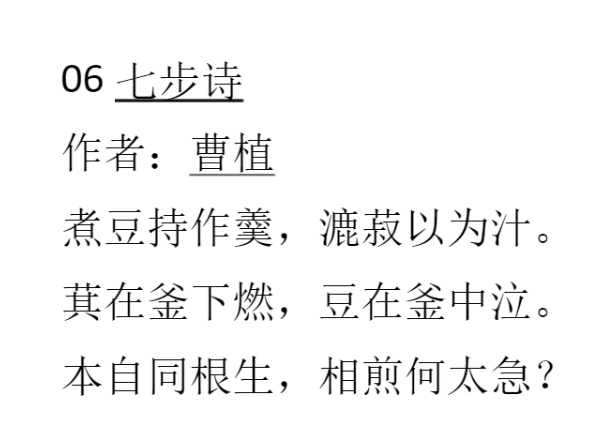 06 七步诗
作者：曹植
煮豆持作羹，漉菽以为汁。
萁在釜下燃，豆在釜中泣。
本自同根生，相煎何太急？